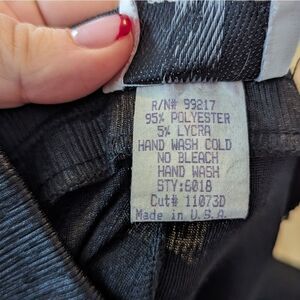 R/N# 99217
95% POLYESTER
5% LYCRA
HAND WASH COLD
NO BLEACH
HAND WASH
STY:6018
Cut# 11073D
Made in U.S.A.